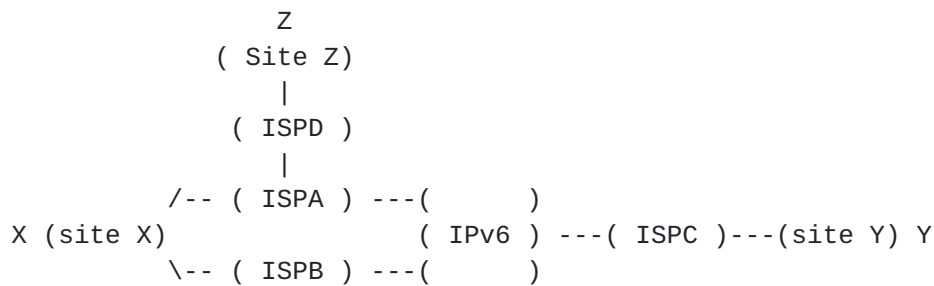 Z
              ( Site Z)
                  |
               ( ISPD )
                  |
           /-- ( ISPA ) ---(      )
X (site X)                 ( IPv6 ) ---( ISPC )---(site Y) Y
           \-- ( ISPB ) ---(      )